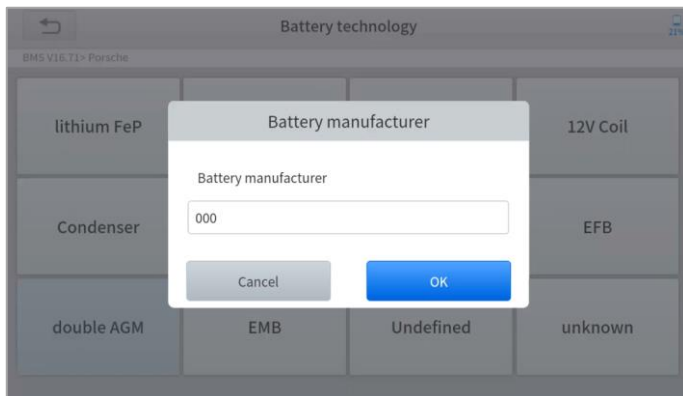 Battery technology
21%
BMS V16.71> Porsche
lithium FeP
12V Coil
Battery manufacturer
Battery manufacturer
000
Condenser
EFB
Cancel
OK
double AGM
EMB
Undefined
unknown